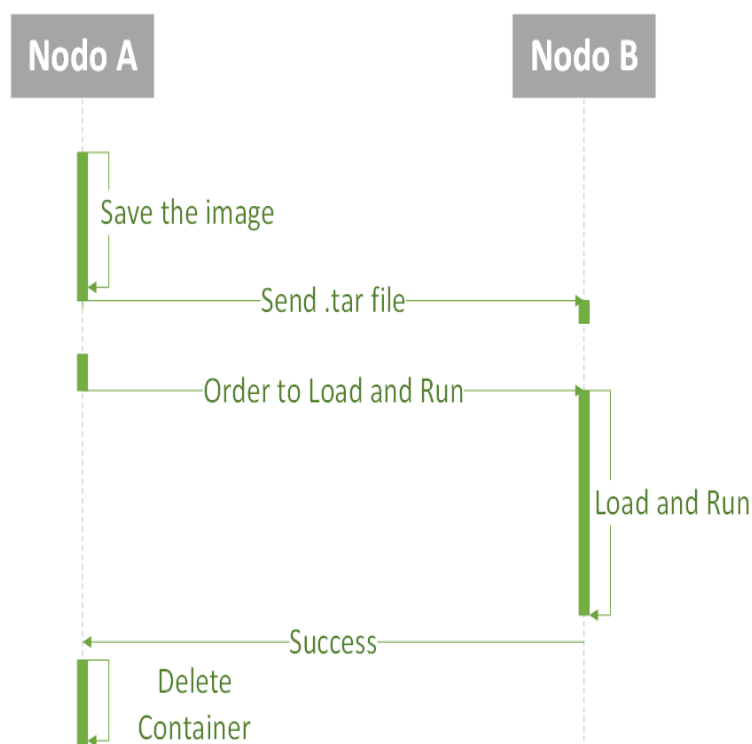 Nodo A
Nodo B
Save the image
Send .tar file
Order to Load and Run
Load and Run
Success
Delete
Container